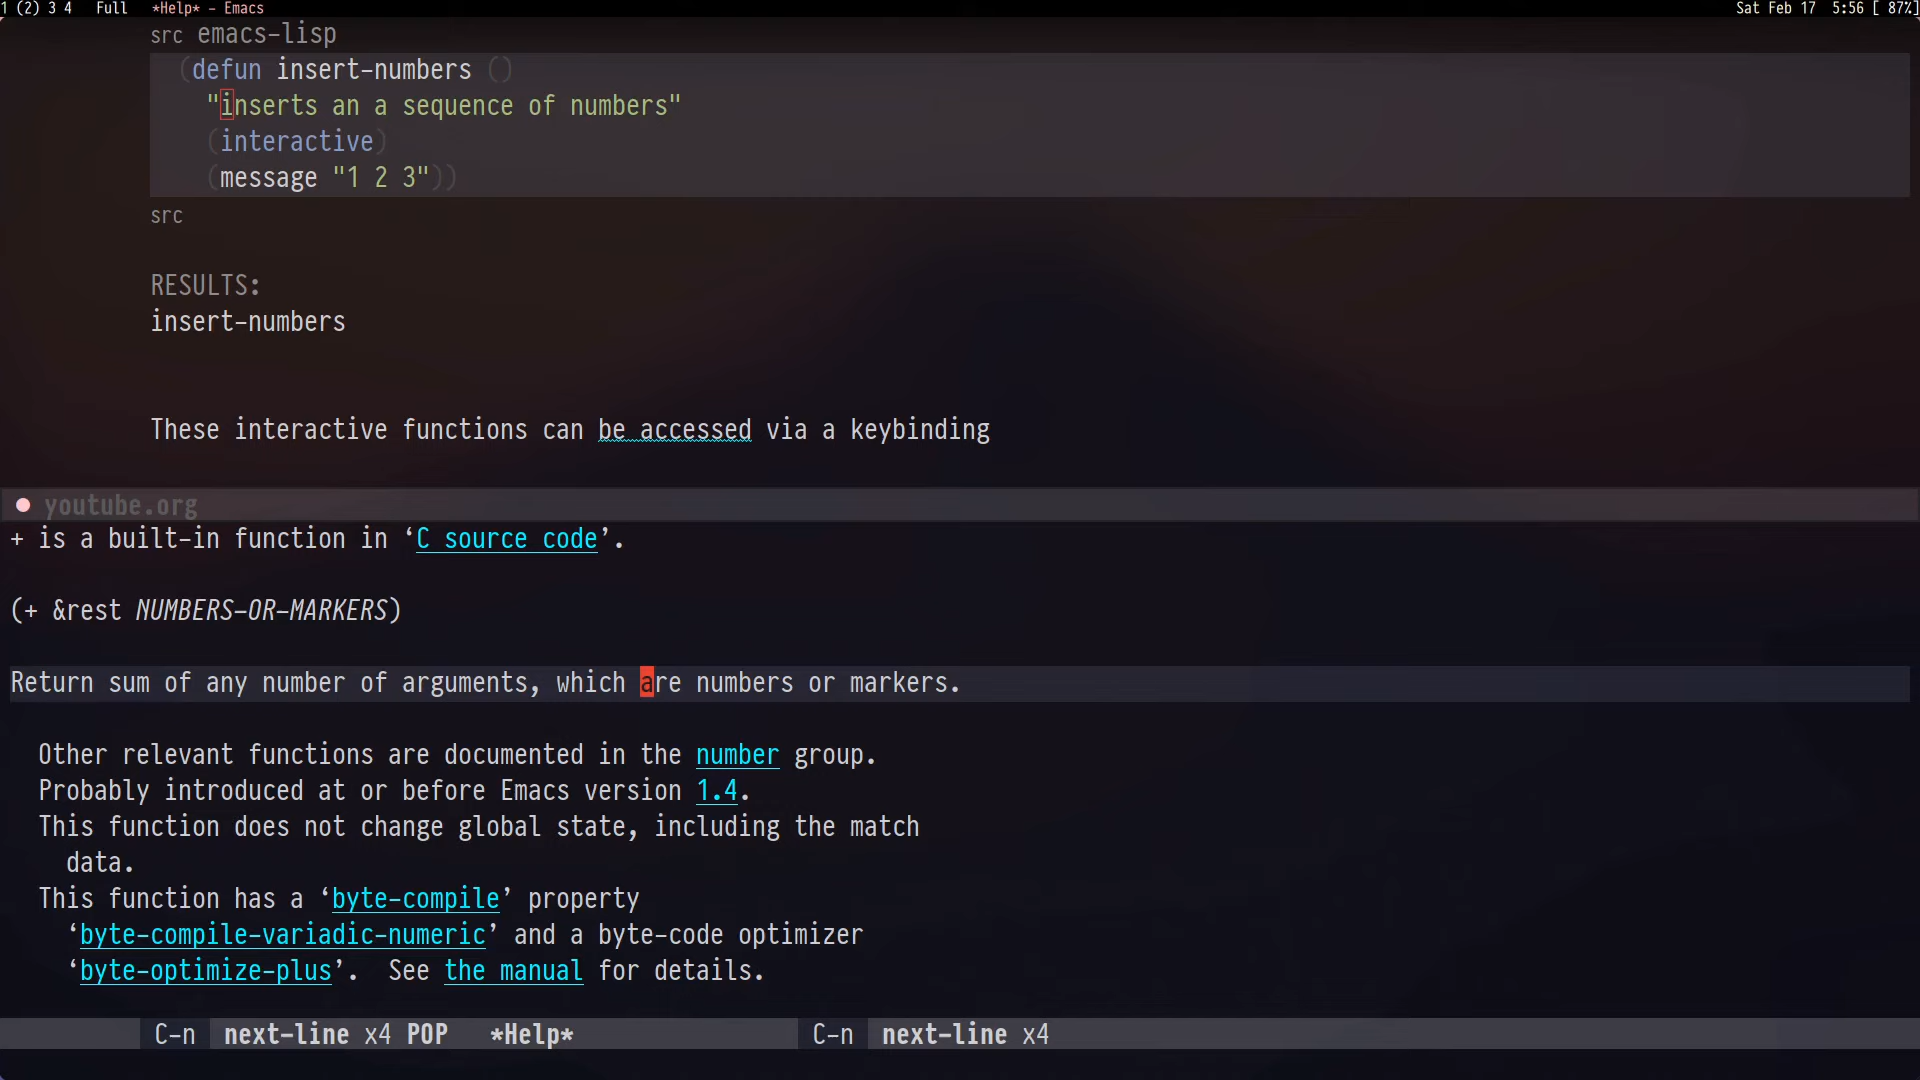 1 (2) 3 4 Full *Help* - Emacs Sat Feb 17 5:56 [ 87%]
src emacs-lisp
(defun insert-numbers ()
"inserts an a sequence of numbers"
(interactive)
(message "1 2 3"))
src
RESULTS:
insert-numbers
These interactive functions can be accessed via a keybinding
youtube.org
+ is a built-in function in ‘C source code’.
(+ &rest NUMBERS-OR-MARKERS)
Return sum of any number of arguments, which are numbers or markers.
Other relevant functions are documented in the number group.
Probably introduced at or before Emacs version 1.4.
This function does not change global state, including the match
data.
This function has a ‘byte-compile’ property
‘byte-compile-variadic-numeric’ and a byte-code optimizer
‘byte-optimize-plus’. See the manual for details.
C-n next-line x4 POP *Help* C-n next-line x4